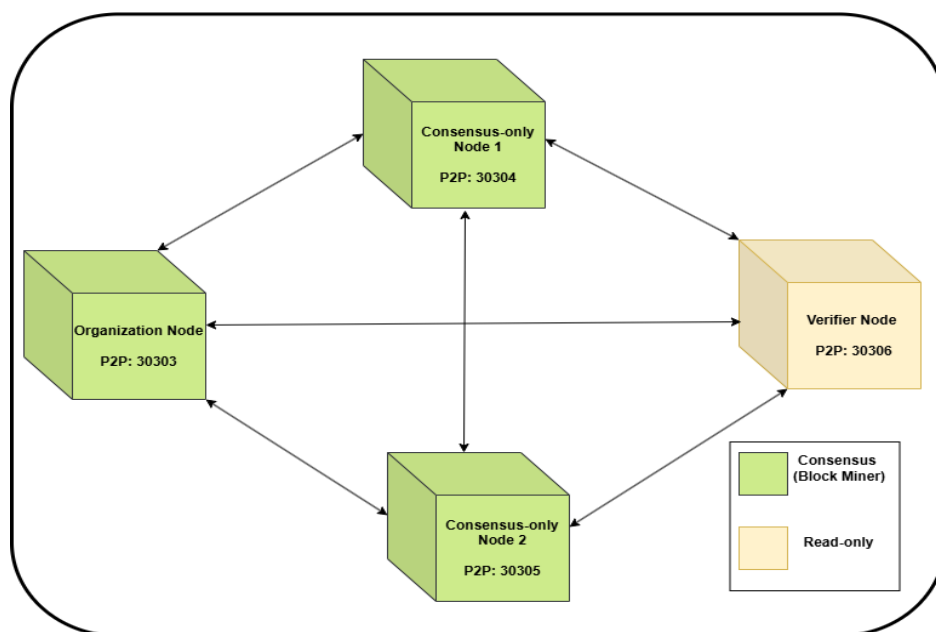 Consensus-only
Node 1
P2P: 30304
Organization Node
P2P: 30303
Verifier Node
P2P: 30306
Consensus-only
Node 2
P2P: 30305
Consensus
(Block Miner)
Read-only